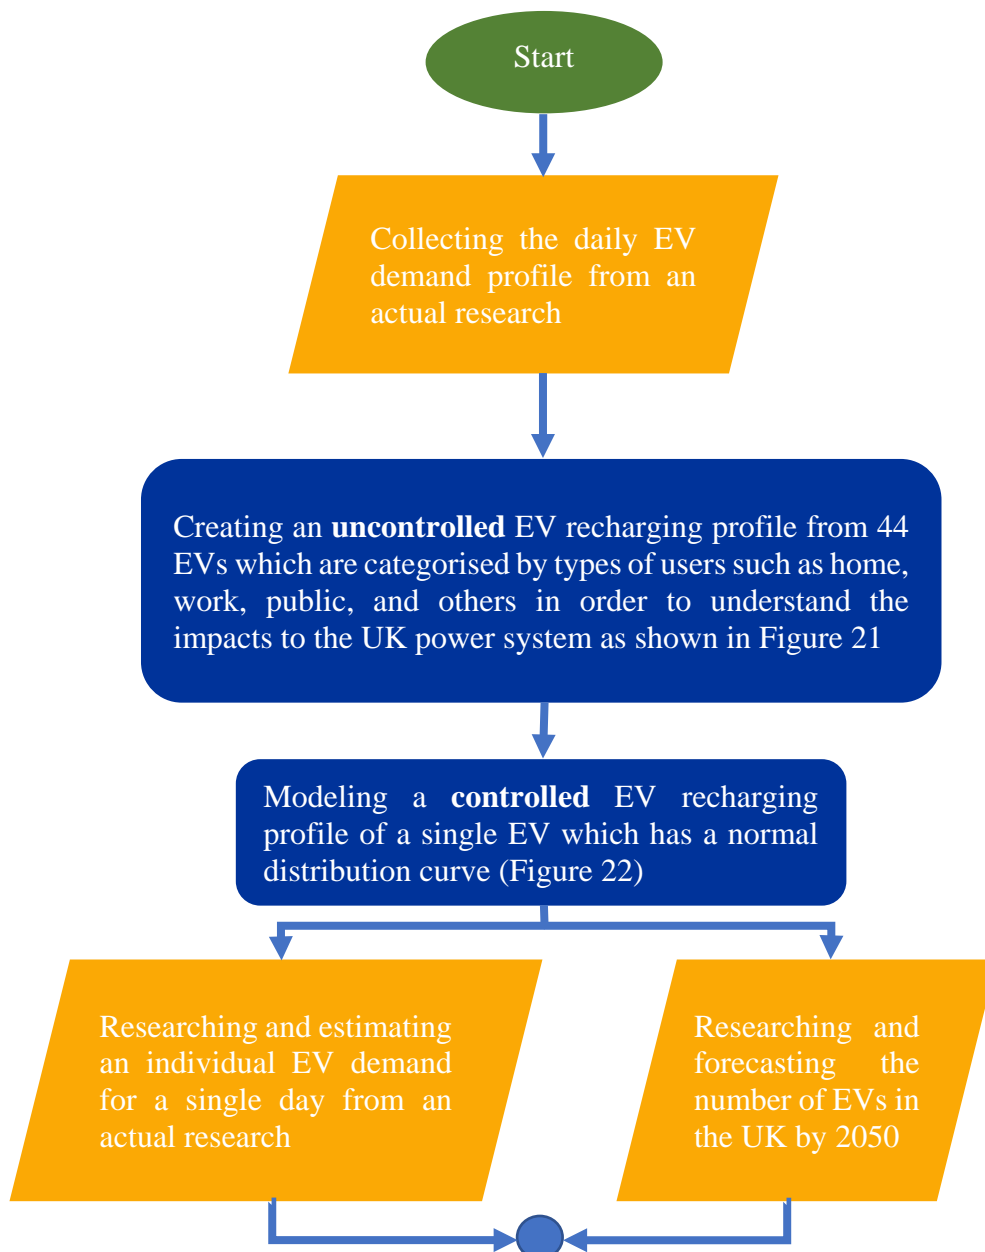 Start
Collecting the daily EV
demand profile from an
actual research
Creating an uncontrolled EV recharging profile from 44
EVs which are categorised by types of users such as home,
work, public, and others in order to understand the
impacts to the UK power system as shown in Figure 21
Modeling a controlled EV recharging
profile of a single EV which has a normal
distribution curve (Figure 22)
Researching and estimating
an individual EV demand
for a single day from an
actual research
Researching and
forecasting the
number of EVs in
the UK by 2050